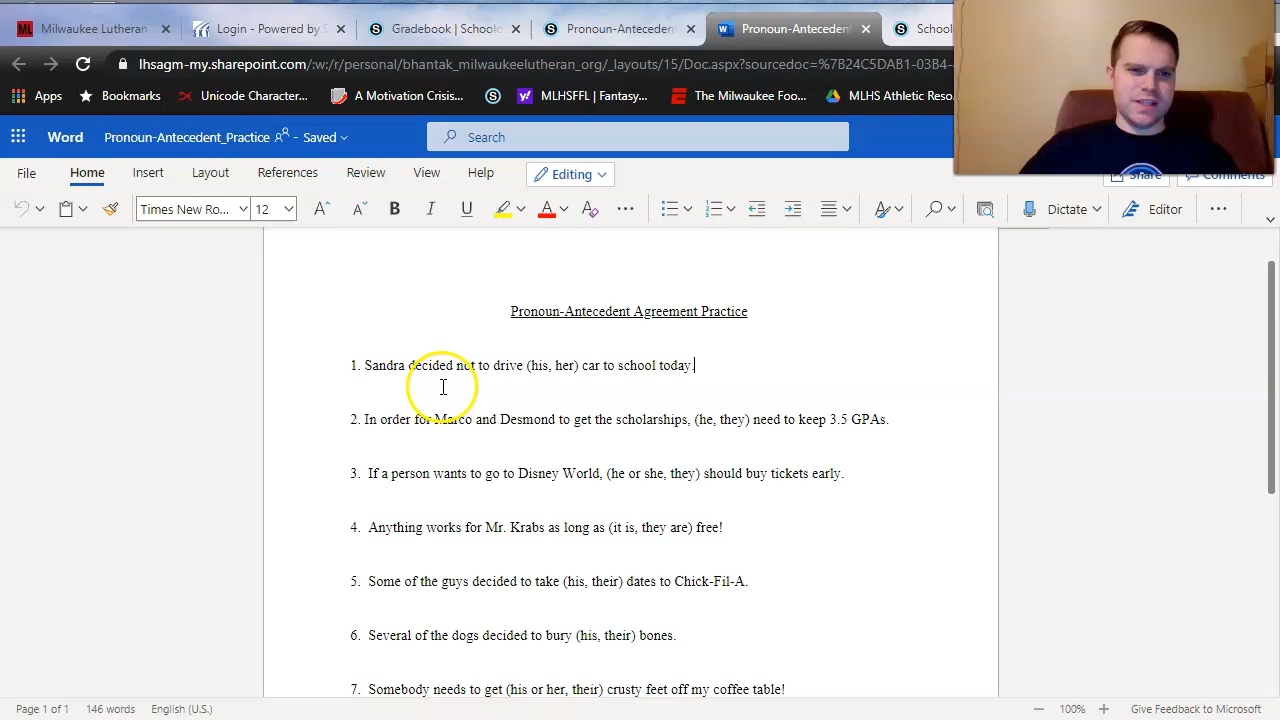 Milwaukee Lutheran
Login - Powered by S
Gradebook | Schoolo
Pronoun-Antecedent
Pronoun-Antecedent
School
lhsagm-my.sharepoint.com/:w:/r/personal/bhantak_milwaukeelutheran_org/_layouts/15/Doc.aspx?sourcedoc=%7B24C5DAB1-03B4-
Apps Bookmarks Unicode Character... A Motivation Crisis... MLHSFFL | Fantasy... The Milwaukee Foo... MLHS Athletic Reso
Word Pronoun-Antecedent_Practice - Saved Search
File Home Insert Layout References Review View Help Editing Share Comments
Times New Ro... 12 B I U A Dictate Editor
Pronoun-Antecedent Agreement Practice
1. Sandra decided not to drive (his, her) car to school today.
2. In order for Marco and Desmond to get the scholarships, (he, they) need to keep 3.5 GPAs.
3. If a person wants to go to Disney World, (he or she, they) should buy tickets early.
4. Anything works for Mr. Krabs as long as (it is, they are) free!
5. Some of the guys decided to take (his, their) dates to Chick-Fil-A.
6. Several of the dogs decided to bury (his, their) bones.
7. Somebody needs to get (his or her, their) crusty feet off my coffee table!
Page 1 of 1 146 words English (U.S.) 100% Give Feedback to Microsoft